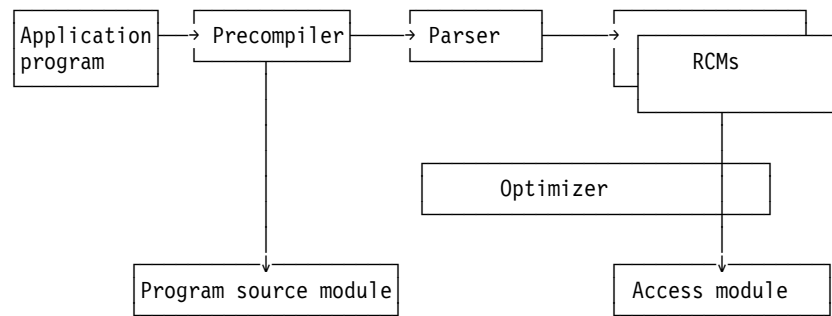 Application
program
Precompiler
Parser
RCMs
Optimizer
Program source module
Access module